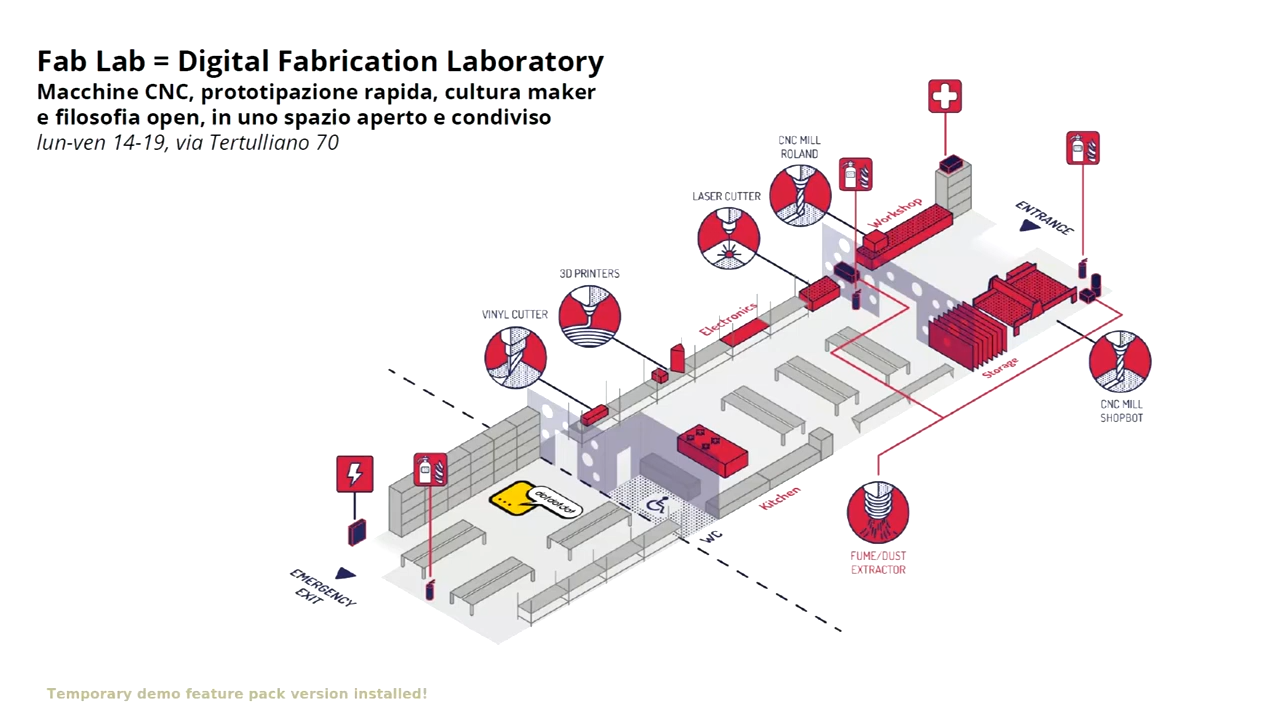 Fab Lab = Digital Fabrication Laboratory
Macchine CNC, prototipazione rapida, cultura maker
e filosofia open, in uno spazio aperto e condiviso
lun-ven 14-19, via Tertulliano 70
CNC MILL
ROLAND
LASER CUTTER
Workshop
ENTRANCE
3D PRINTERS
VINYL CUTTER
Electronics
Storage
CNC MILL
SHOPBOT
Kitchen
dotdotdot
WC
FUME/DUST
EXTRACTOR
EMERGENCY
EXIT
Temporary demo feature pack version installed!